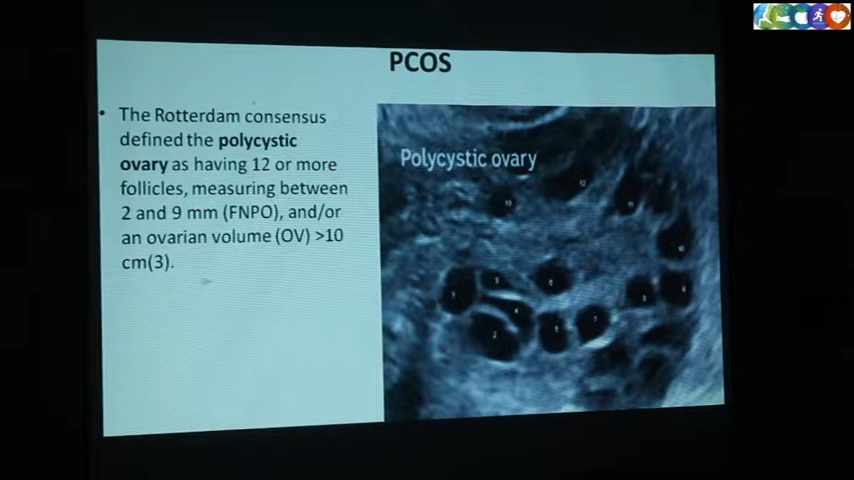 PCOS
• The Rotterdam consensus
defined the polycystic
ovary as having 12 or more
follicles, measuring between
2 and 9 mm (FNPO), and/or
an ovarian volume (OV) >10
cm(3).
Polycystic ovary